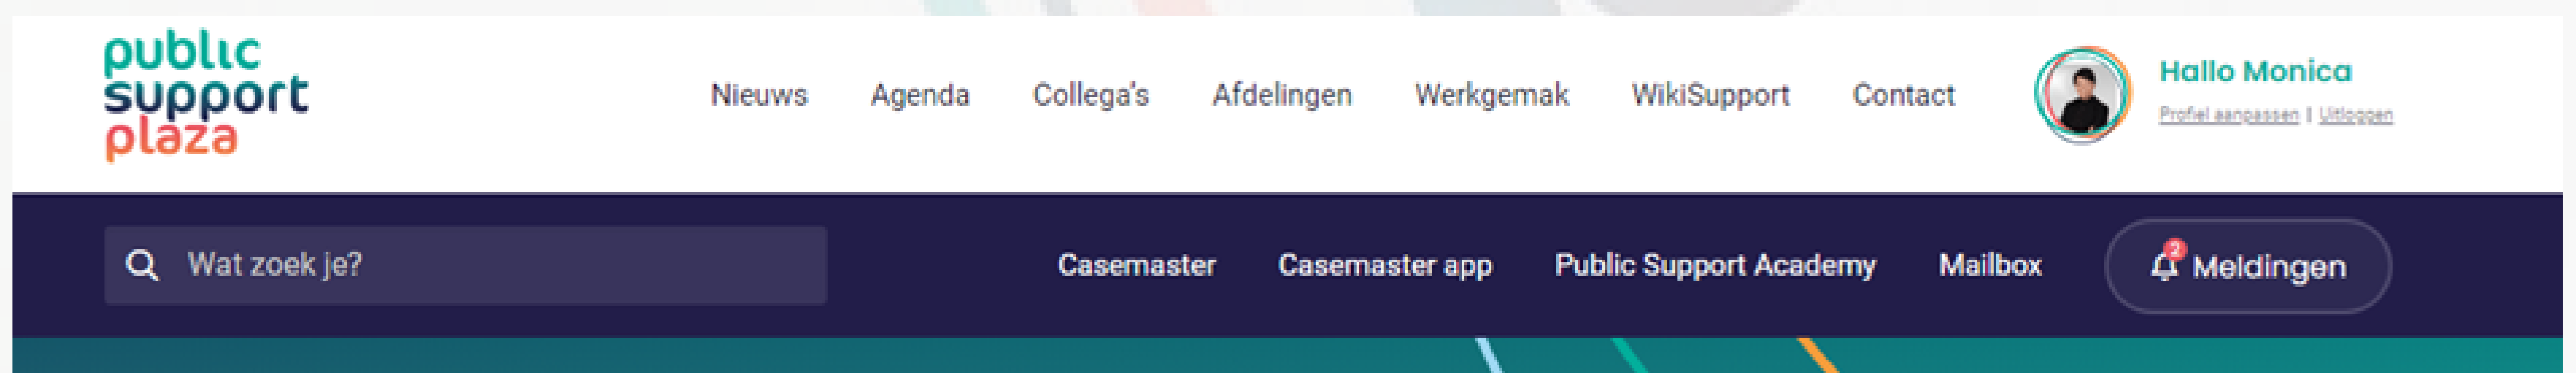 public
support
plaza
Nieuws Agenda Collega's Afdelingen Werkgemak WikiSupport Contact
Hallo Monica
Profiel aanpassen | Uitloggen
Wat zoek je?
Casemaster Casemaster app Public Support Academy Mailbox
2 Meldingen